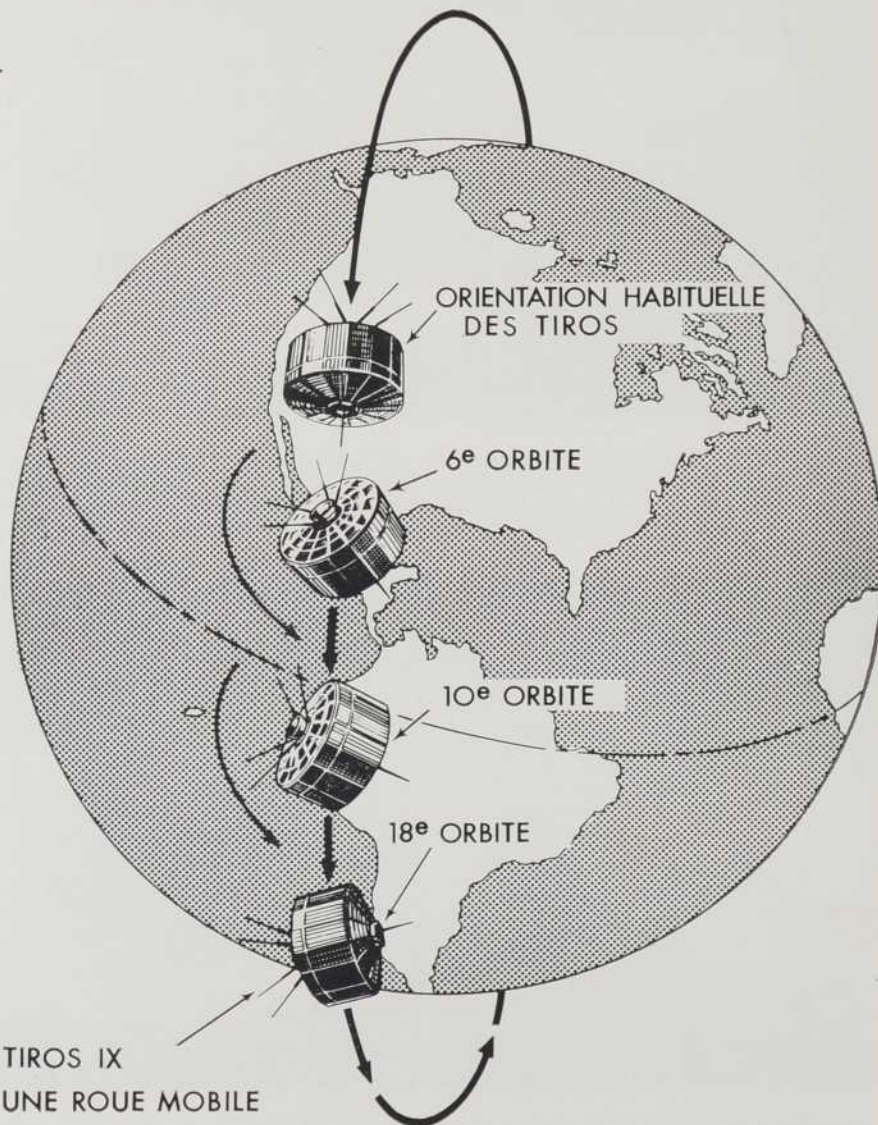 ORIENTATION HABITUELLE
DES TIROS
6e ORBITE
10e ORBITE
18e ORBITE
TIROS IX
UNE ROUE MOBILE